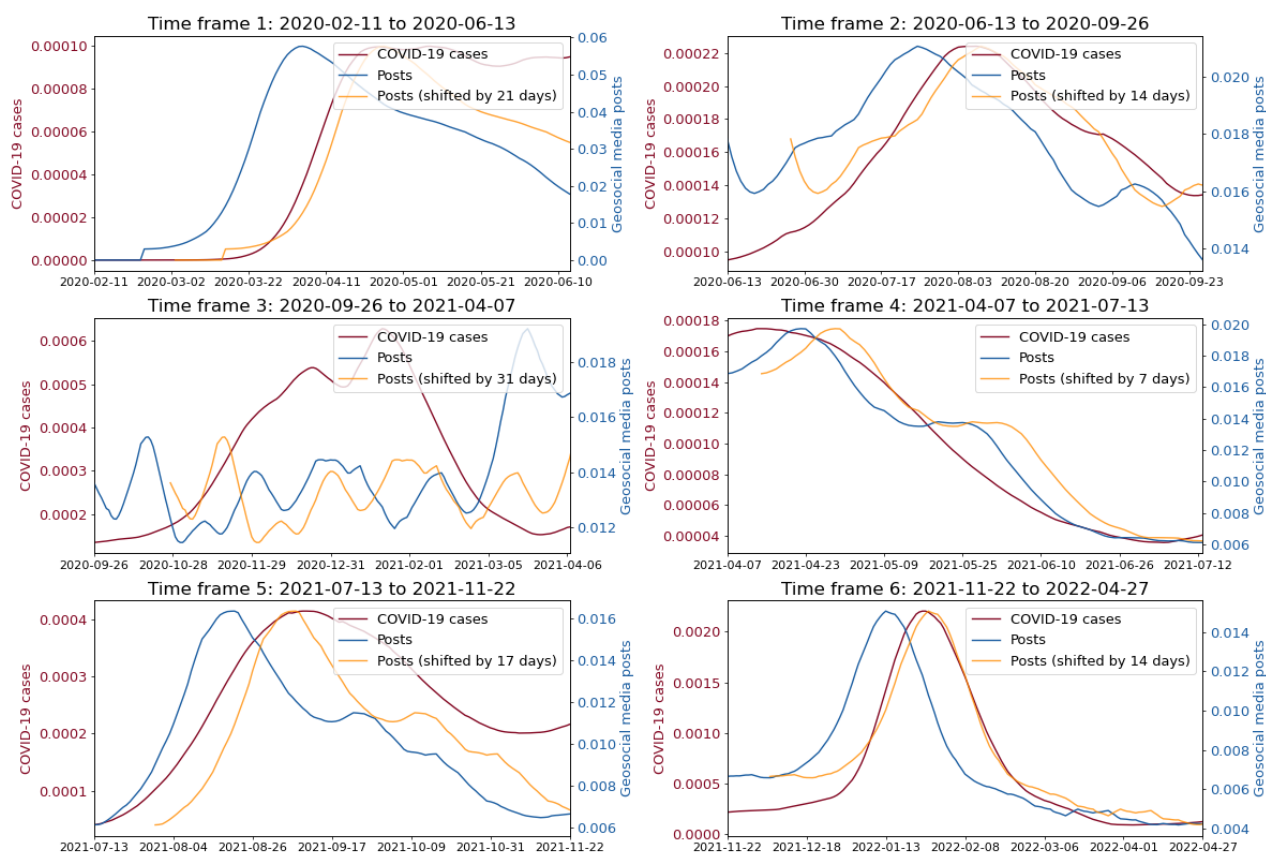 Time frame 1: 2020-02-11 to 2020-06-13
COVID-19 cases
0.00010
0.00008
0.00006
0.00004
0.00002
0.00000
COVID-19 cases
Posts
Posts (shifted by 21 days)
0.06
0.05
0.04
0.03
0.02
0.01
0.00
Geosocial media posts
2020-02-11 2020-03-02 2020-03-22 2020-04-11 2020-05-01 2020-05-21 2020-06-10
Time frame 2: 2020-06-13 to 2020-09-26
COVID-19 cases
0.00022
0.00020
0.00018
0.00016
0.00014
0.00012
0.00010
COVID-19 cases
Posts
Posts (shifted by 14 days)
0.020
0.018
0.016
0.014
Geosocial media posts
2020-06-13 2020-06-30 2020-07-17 2020-08-03 2020-08-20 2020-09-06 2020-09-23
Time frame 3: 2020-09-26 to 2021-04-07
COVID-19 cases
0.0006
0.0005
0.0004
0.0003
0.0002
COVID-19 cases
Posts
Posts (shifted by 31 days)
0.018
0.016
0.014
0.012
Geosocial media posts
2020-09-26 2020-10-28 2020-11-29 2020-12-31 2021-02-01 2021-03-05 2021-04-06
Time frame 4: 2021-04-07 to 2021-07-13
COVID-19 cases
0.00018
0.00016
0.00014
0.00012
0.00010
0.00008
0.00006
0.00004
COVID-19 cases
Posts
Posts (shifted by 7 days)
0.020
0.018
0.016
0.014
0.012
0.010
0.008
0.006
Geosocial media posts
2021-04-07 2021-04-23 2021-05-09 2021-05-25 2021-06-10 2021-06-26 2021-07-12
Time frame 5: 2021-07-13 to 2021-11-22
COVID-19 cases
0.0004
0.0003
0.0002
0.0001
COVID-19 cases
Posts
Posts (shifted by 17 days)
0.016
0.014
0.012
0.010
0.008
0.006
Geosocial media posts
2021-07-13 2021-08-04 2021-08-26 2021-09-17 2021-10-09 2021-10-31 2021-11-22
Time frame 6: 2021-11-22 to 2022-04-27
COVID-19 cases
0.0020
0.0015
0.0010
0.0005
0.0000
COVID-19 cases
Posts
Posts (shifted by 14 days)
0.014
0.012
0.010
0.008
0.006
0.004
Geosocial media posts
2021-11-22 2021-12-18 2022-01-13 2022-02-08 2022-03-06 2022-04-01 2022-04-27